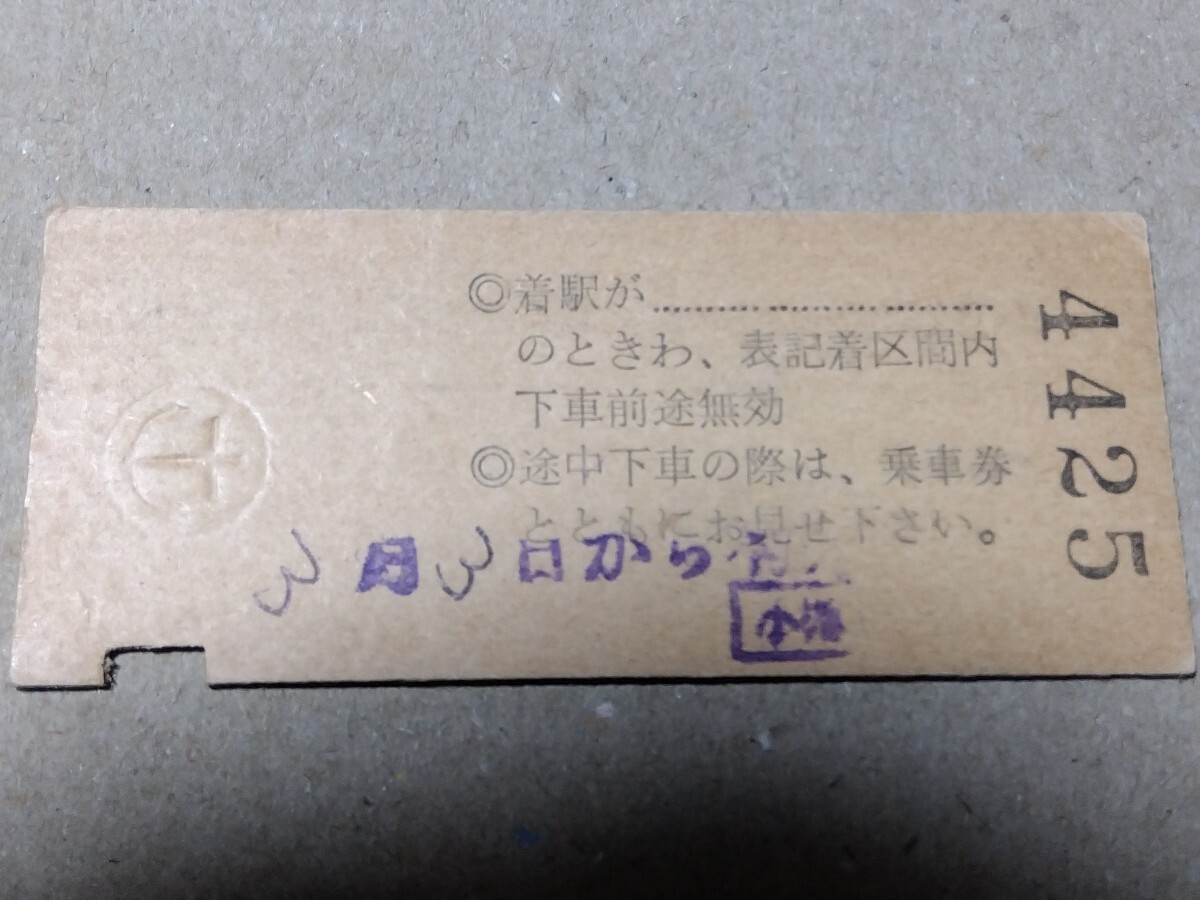 ◎着駅が
のときわ、表記着区間内
下車前途無効
◎途中下車の際は、乗車券
とともにお見せ下さい。
3月3日から有
4425